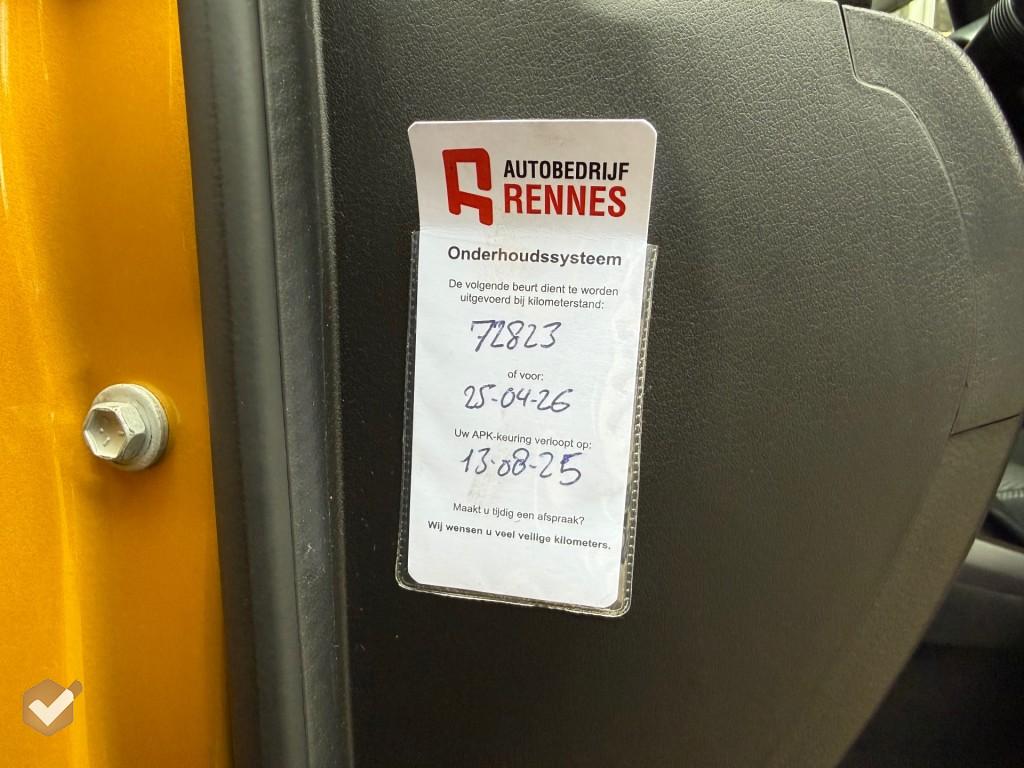 AUTOBEDRIJF
RENNES
Onderhoudssysteem
De volgende beurt dient te worden
uitgevoerd bij kilometerstand:
72823
of voor:
25-04-26
Uw APK-keuring verloopt op:
13-08-25
Maakt u tijdig een afspraak?
Wij wensen u veel veilige kilometers.